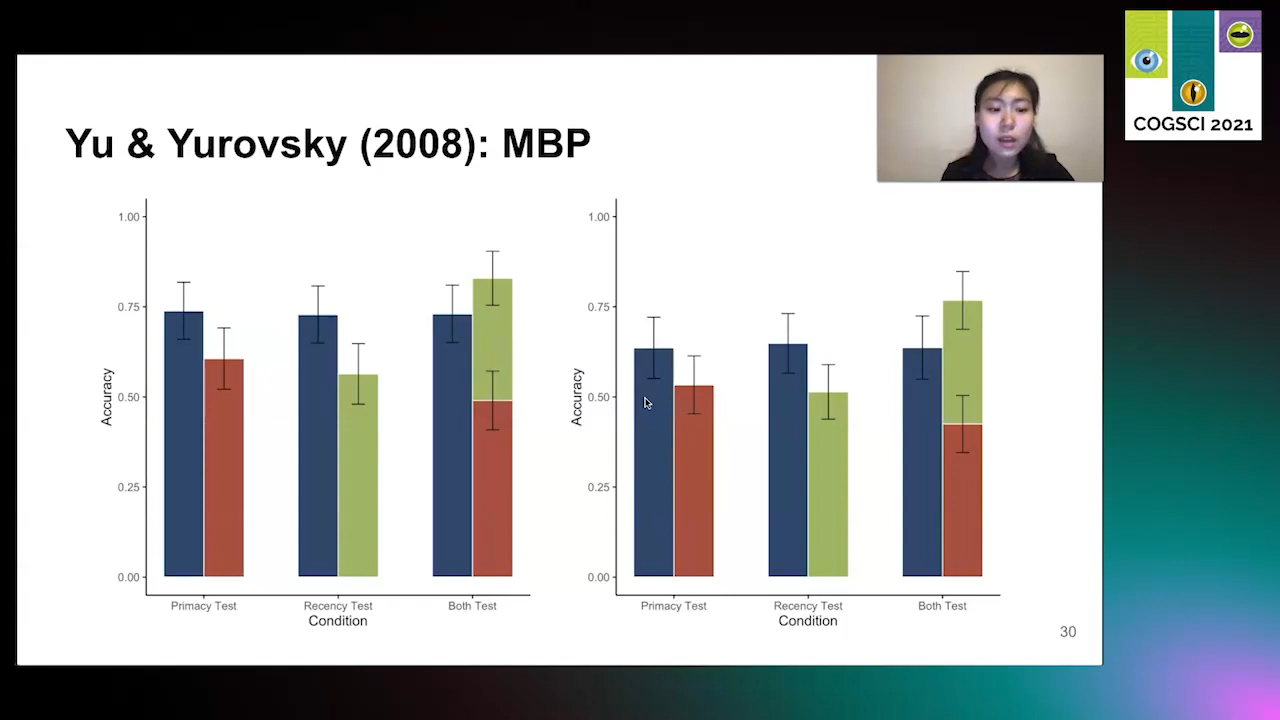 COGSCI 2021
Yu & Yurovsky (2008): MBP
1.00
0.75
0.50
0.25
0.00
Accuracy
Primacy Test
Recency Test
Both Test
Condition
1.00
0.75
0.50
0.25
0.00
Accuracy
Primacy Test
Recency Test
Both Test
Condition
30